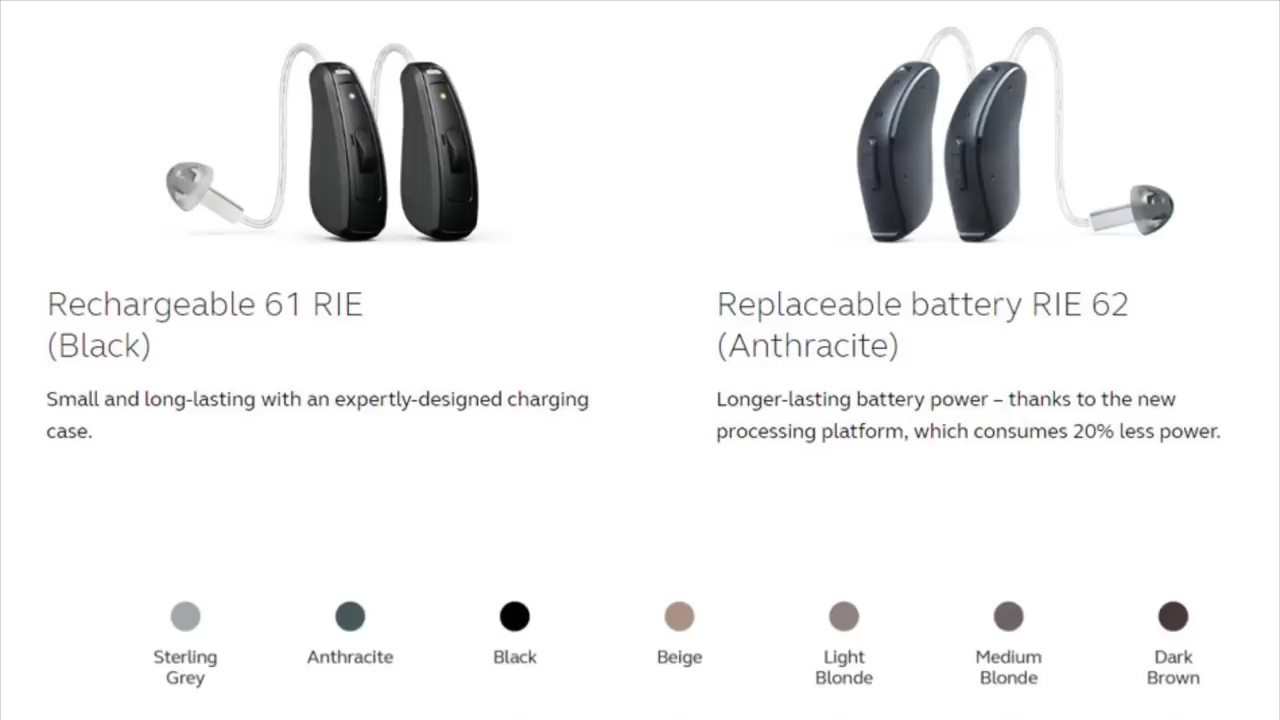 Rechargeable 61 RIE
(Black)
Small and long-lasting with an expertly-designed charging
case.
Replaceable battery RIE 62
(Anthracite)
Longer-lasting battery power – thanks to the new
processing platform, which consumes 20% less power.
Sterling
Grey
Anthracite
Black
Beige
Light
Blonde
Medium
Blonde
Dark
Brown